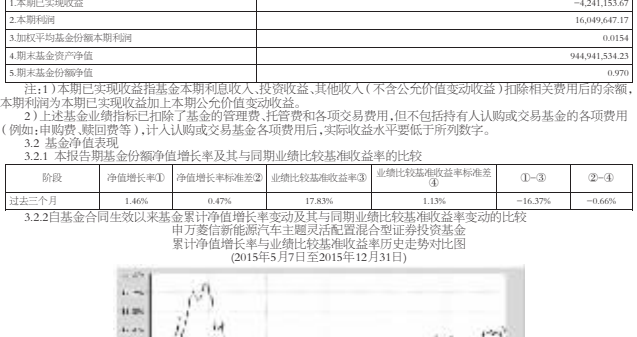 1.本期已实现收益 -4,241,153.67
2.本期利润 16,049,647.17
3.加权平均基金份额本期利润 0.0154
4.期末基金资产净值 944,941,534.23
5.期末基金份额净值 0.970
注:1)本期已实现收益指基金本期利息收入、投资收益、其他收入(不含公允价值变动收益)扣除相关费用后的余额,
本期利润为本期已实现收益加上本期公允价值变动收益。
2)上述基金业绩指标已扣除了基金的管理费、托管费和各项交易费用,但不包括持有人认购或交易基金的各项费用
(例如:申购费、赎回费等),计入认购或交易基金各项费用后,实际收益水平要低于所列数字。
3.2 基金净值表现
3.2.1 本报告期基金份额净值增长率及其与同期业绩比较基准收益率的比较
阶段 净值增长率① 净值增长率标准差② 业绩比较基准收益率③ 业绩比较基准收益率标准差④ ①-③ ②-④
过去三个月 1.46% 0.47% 17.83% 1.13% -16.37% -0.66%
3.2.2自基金合同生效以来基金累计净值增长率变动及其与同期业绩比较基准收益率变动的比较
申万菱信新能源汽车主题灵活配置混合型证券投资基金
累计净值增长率与业绩比较基准收益率历史走势对比图
(2015年5月7日至2015年12月31日)